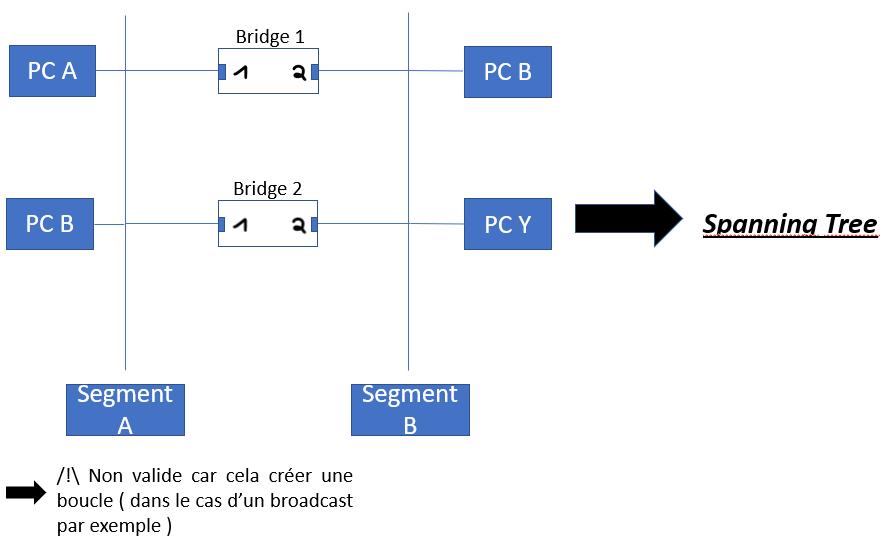 Bridge 1
PC A
1 2
PC B
Bridge 2
PC B
1 2
PC Y
Spanning Tree
Segment
A
Segment
B
/!\ Non valide car cela créer une
boucle ( dans le cas d’un broadcast
par exemple )